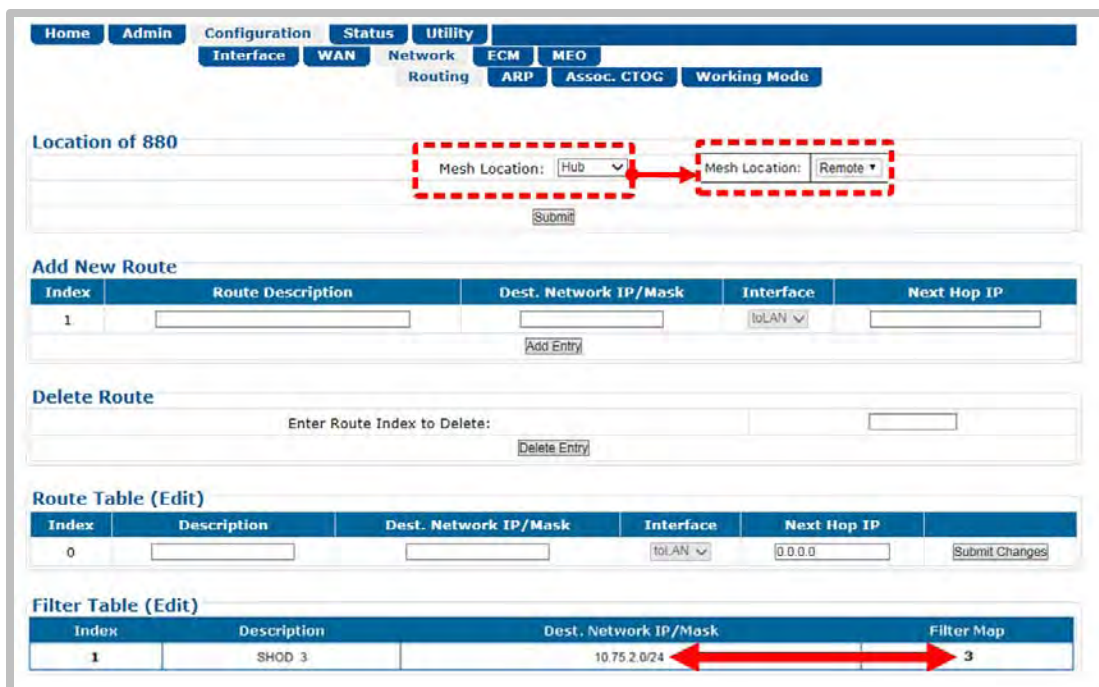 Home Admin Configuration Status Utility
Interface WAN Network ECM MEO
Routing ARP Assoc. CTOG Working Mode
Location of 880
Mesh Location: Hub Mesh Location: Remote
Submit
Add New Route
Index Route Description Dest. Network IP/Mask Interface Next Hop IP
1 toLAN
Add Entry
Delete Route
Enter Route Index to Delete:
Delete Entry
Route Table (Edit)
Index Description Dest. Network IP/Mask Interface Next Hop IP
0 toLAN 0.0.0.0 Submit Changes
Filter Table (Edit)
Index Description Dest. Network IP/Mask Filter Map
1 SHOD 3 10.75.2.0/24 3